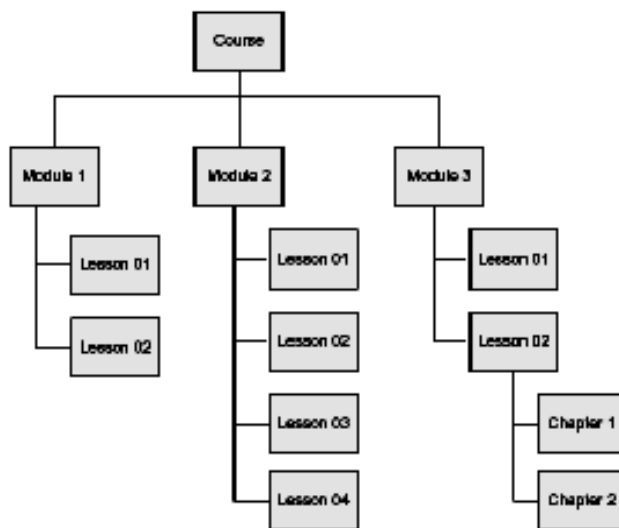 Course
Module 1
Module 2
Module 3
Lesson 01
Lesson 02
Lesson 01
Lesson 02
Lesson 03
Lesson 04
Lesson 01
Lesson 02
Chapter 1
Chapter 2